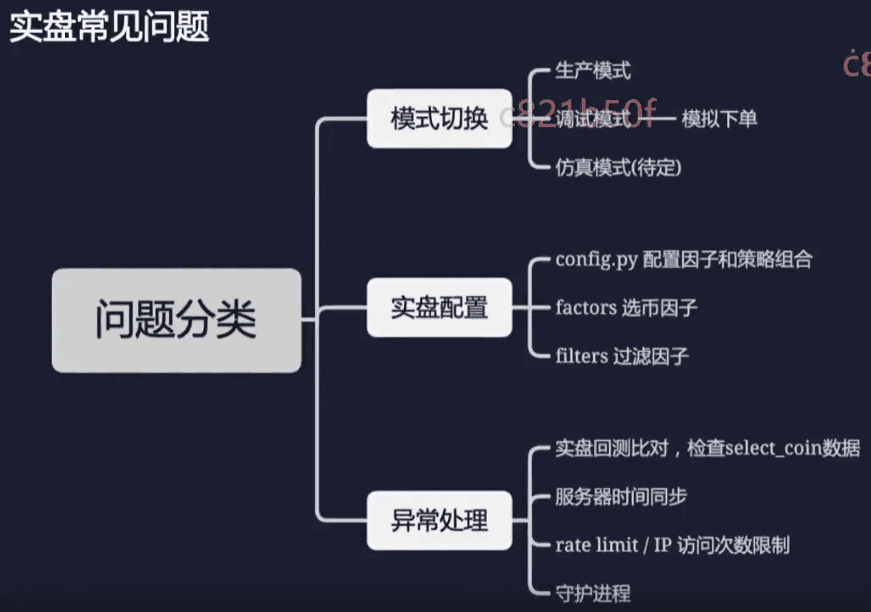 实盘常见问题
问题分类
模式切换
生产模式
调试模式
模拟下单
仿真模式(待定)
实盘配置
config.py 配置因子和策略组合
factors 选币因子
filters 过滤因子
异常处理
实盘回测比对，检查select_coin数据
服务器时间同步
rate limit / IP 访问次数限制
守护进程
c821b50f